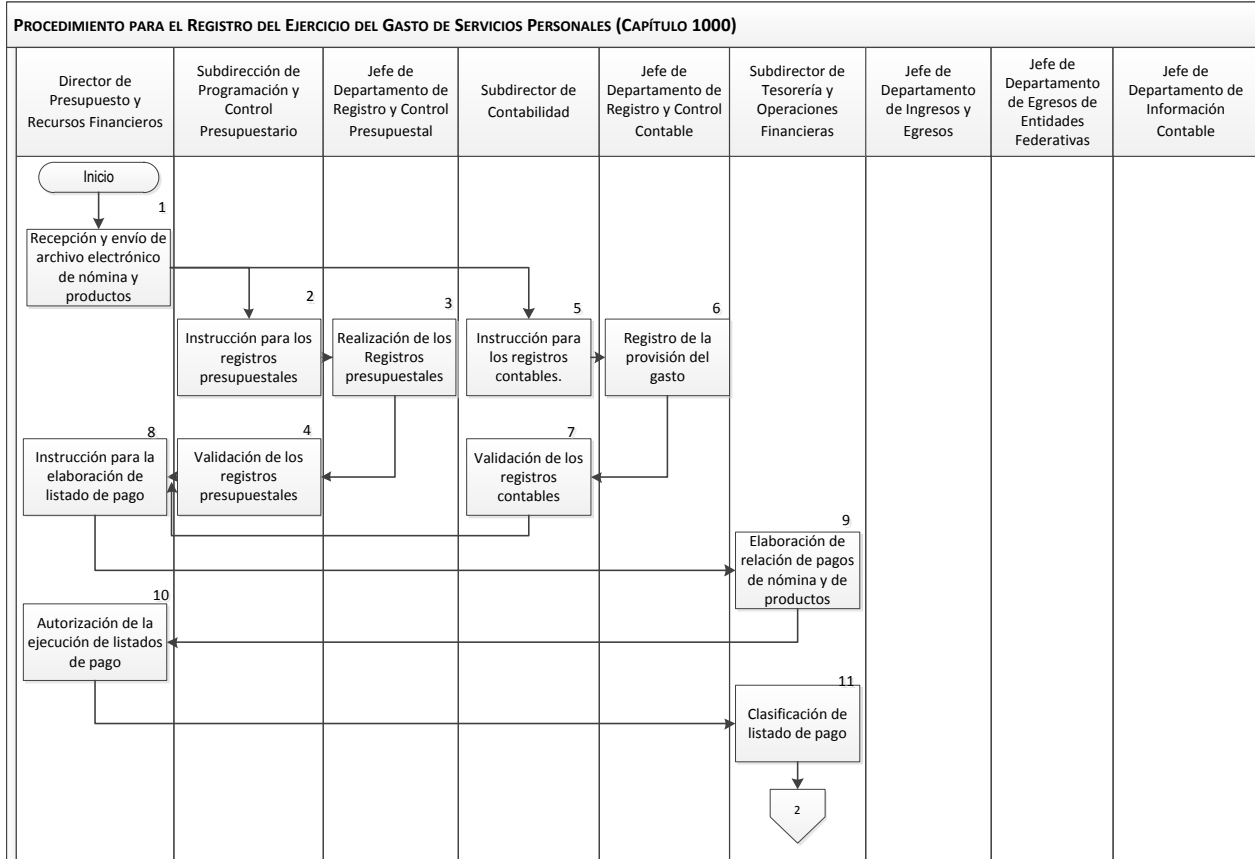 PROCEDIMIENTO PARA EL REGISTRO DEL EJERCICIO DEL GASTO DE SERVICIOS PERSONALES (CAPÍTULO 1000)
Director de
Presupuesto y
Recursos Financieros
Subdirección de
Programación y
Control
Presupuestario
Jefe de
Departamento de
Registro y Control
Presupuestal
Subdirector de
Contabilidad
Jefe de
Departamento de
Registro y Control
Contable
Subdirector de
Tesorería y
Operaciones
Financieras
Jefe de
Departamento
de Ingresos y
Egresos
Jefe de
Departamento
de Egresos de
Entidades
Federativas
Jefe de
Departamento de
Información
Contable
Inicio
1
Recepción y envío de
archivo electrónico
de nómina y
productos
2
Instrucción para los
registros
presupuestales
3
Realización de los
Registros
presupuestales
5
Instrucción para
los registros
contables.
6
Registro de la
provisión del
gasto
8
Instrucción para la
elaboración de
listado de pago
4
Validación de los
registros
presupuestales
7
Validación de los
registros
contables
9
Elaboración de
relación de pagos
de nómina y de
productos
10
Autorización de la
ejecución de listados
de pago
11
Clasificación de
listado de pago
2